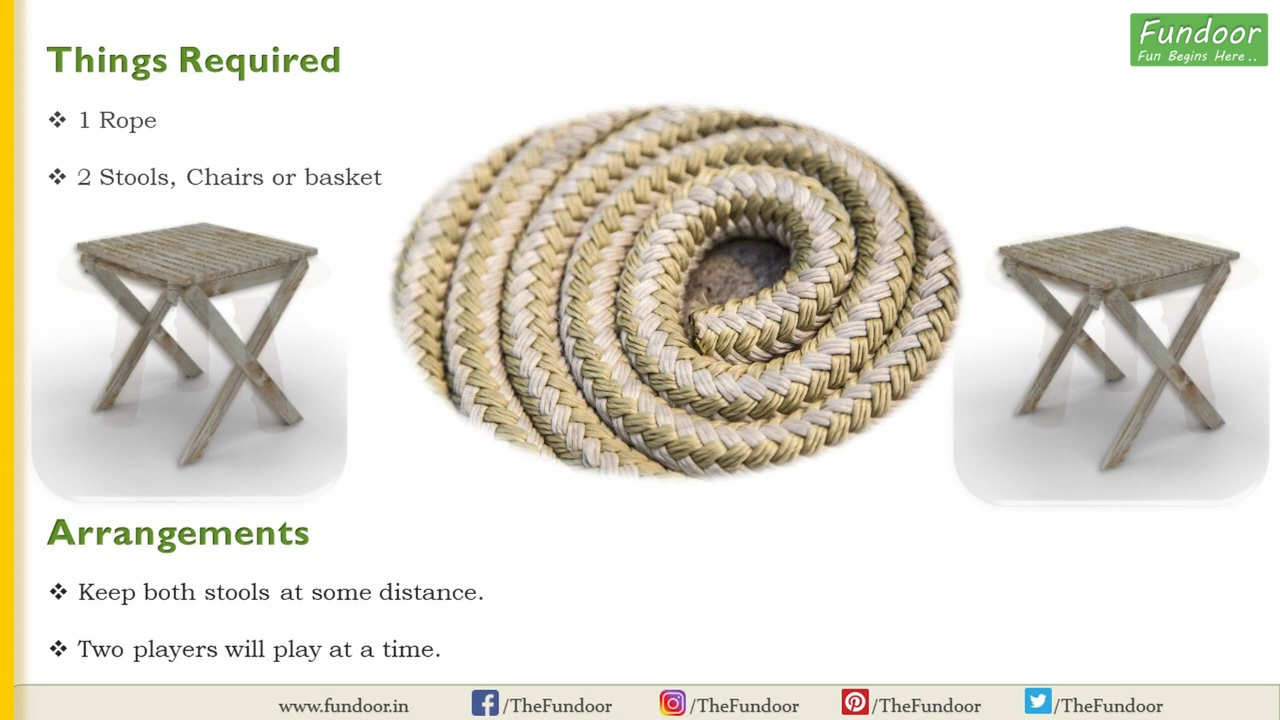 Things Required
Fundoor
Fun Begins Here..
❖ 1 Rope
❖ 2 Stools, Chairs or basket
Arrangements
❖ Keep both stools at some distance.
❖ Two players will play at a time.
www.fundoor.in /TheFundoor /TheFundoor /TheFundoor /TheFundoor